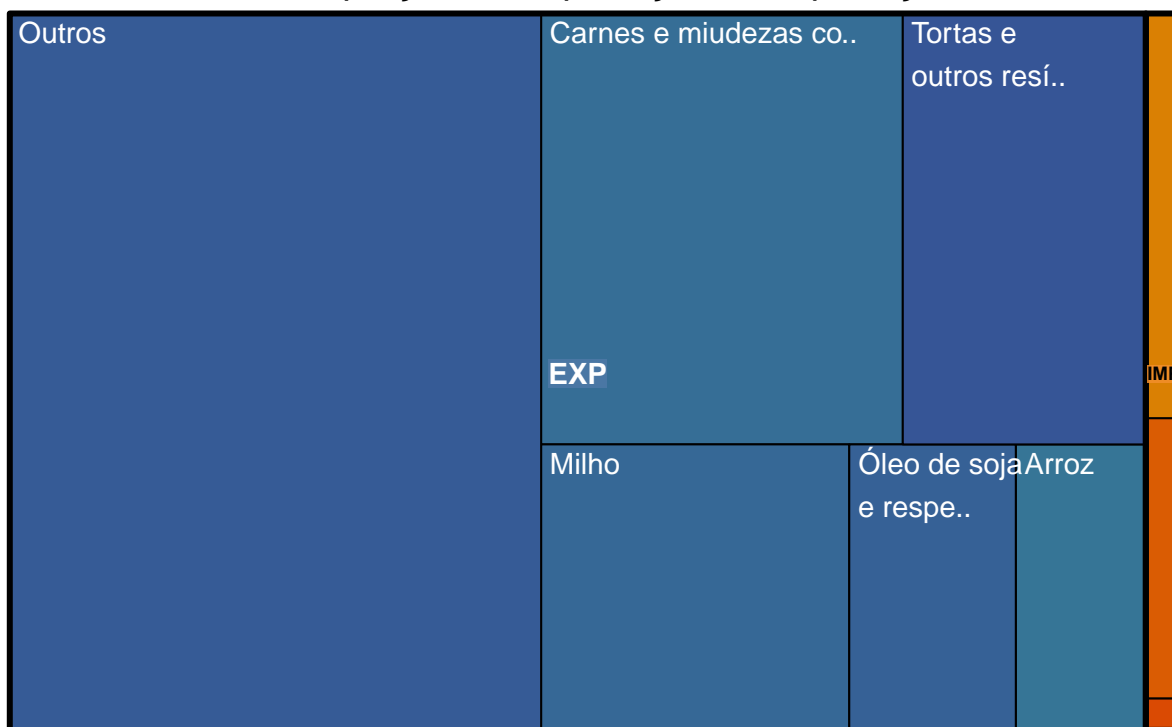 Outros
Carnes e miudezas co..
Tortas e
outros resí..
EXP
Milho
Óleo de soja
e respe..
Arroz